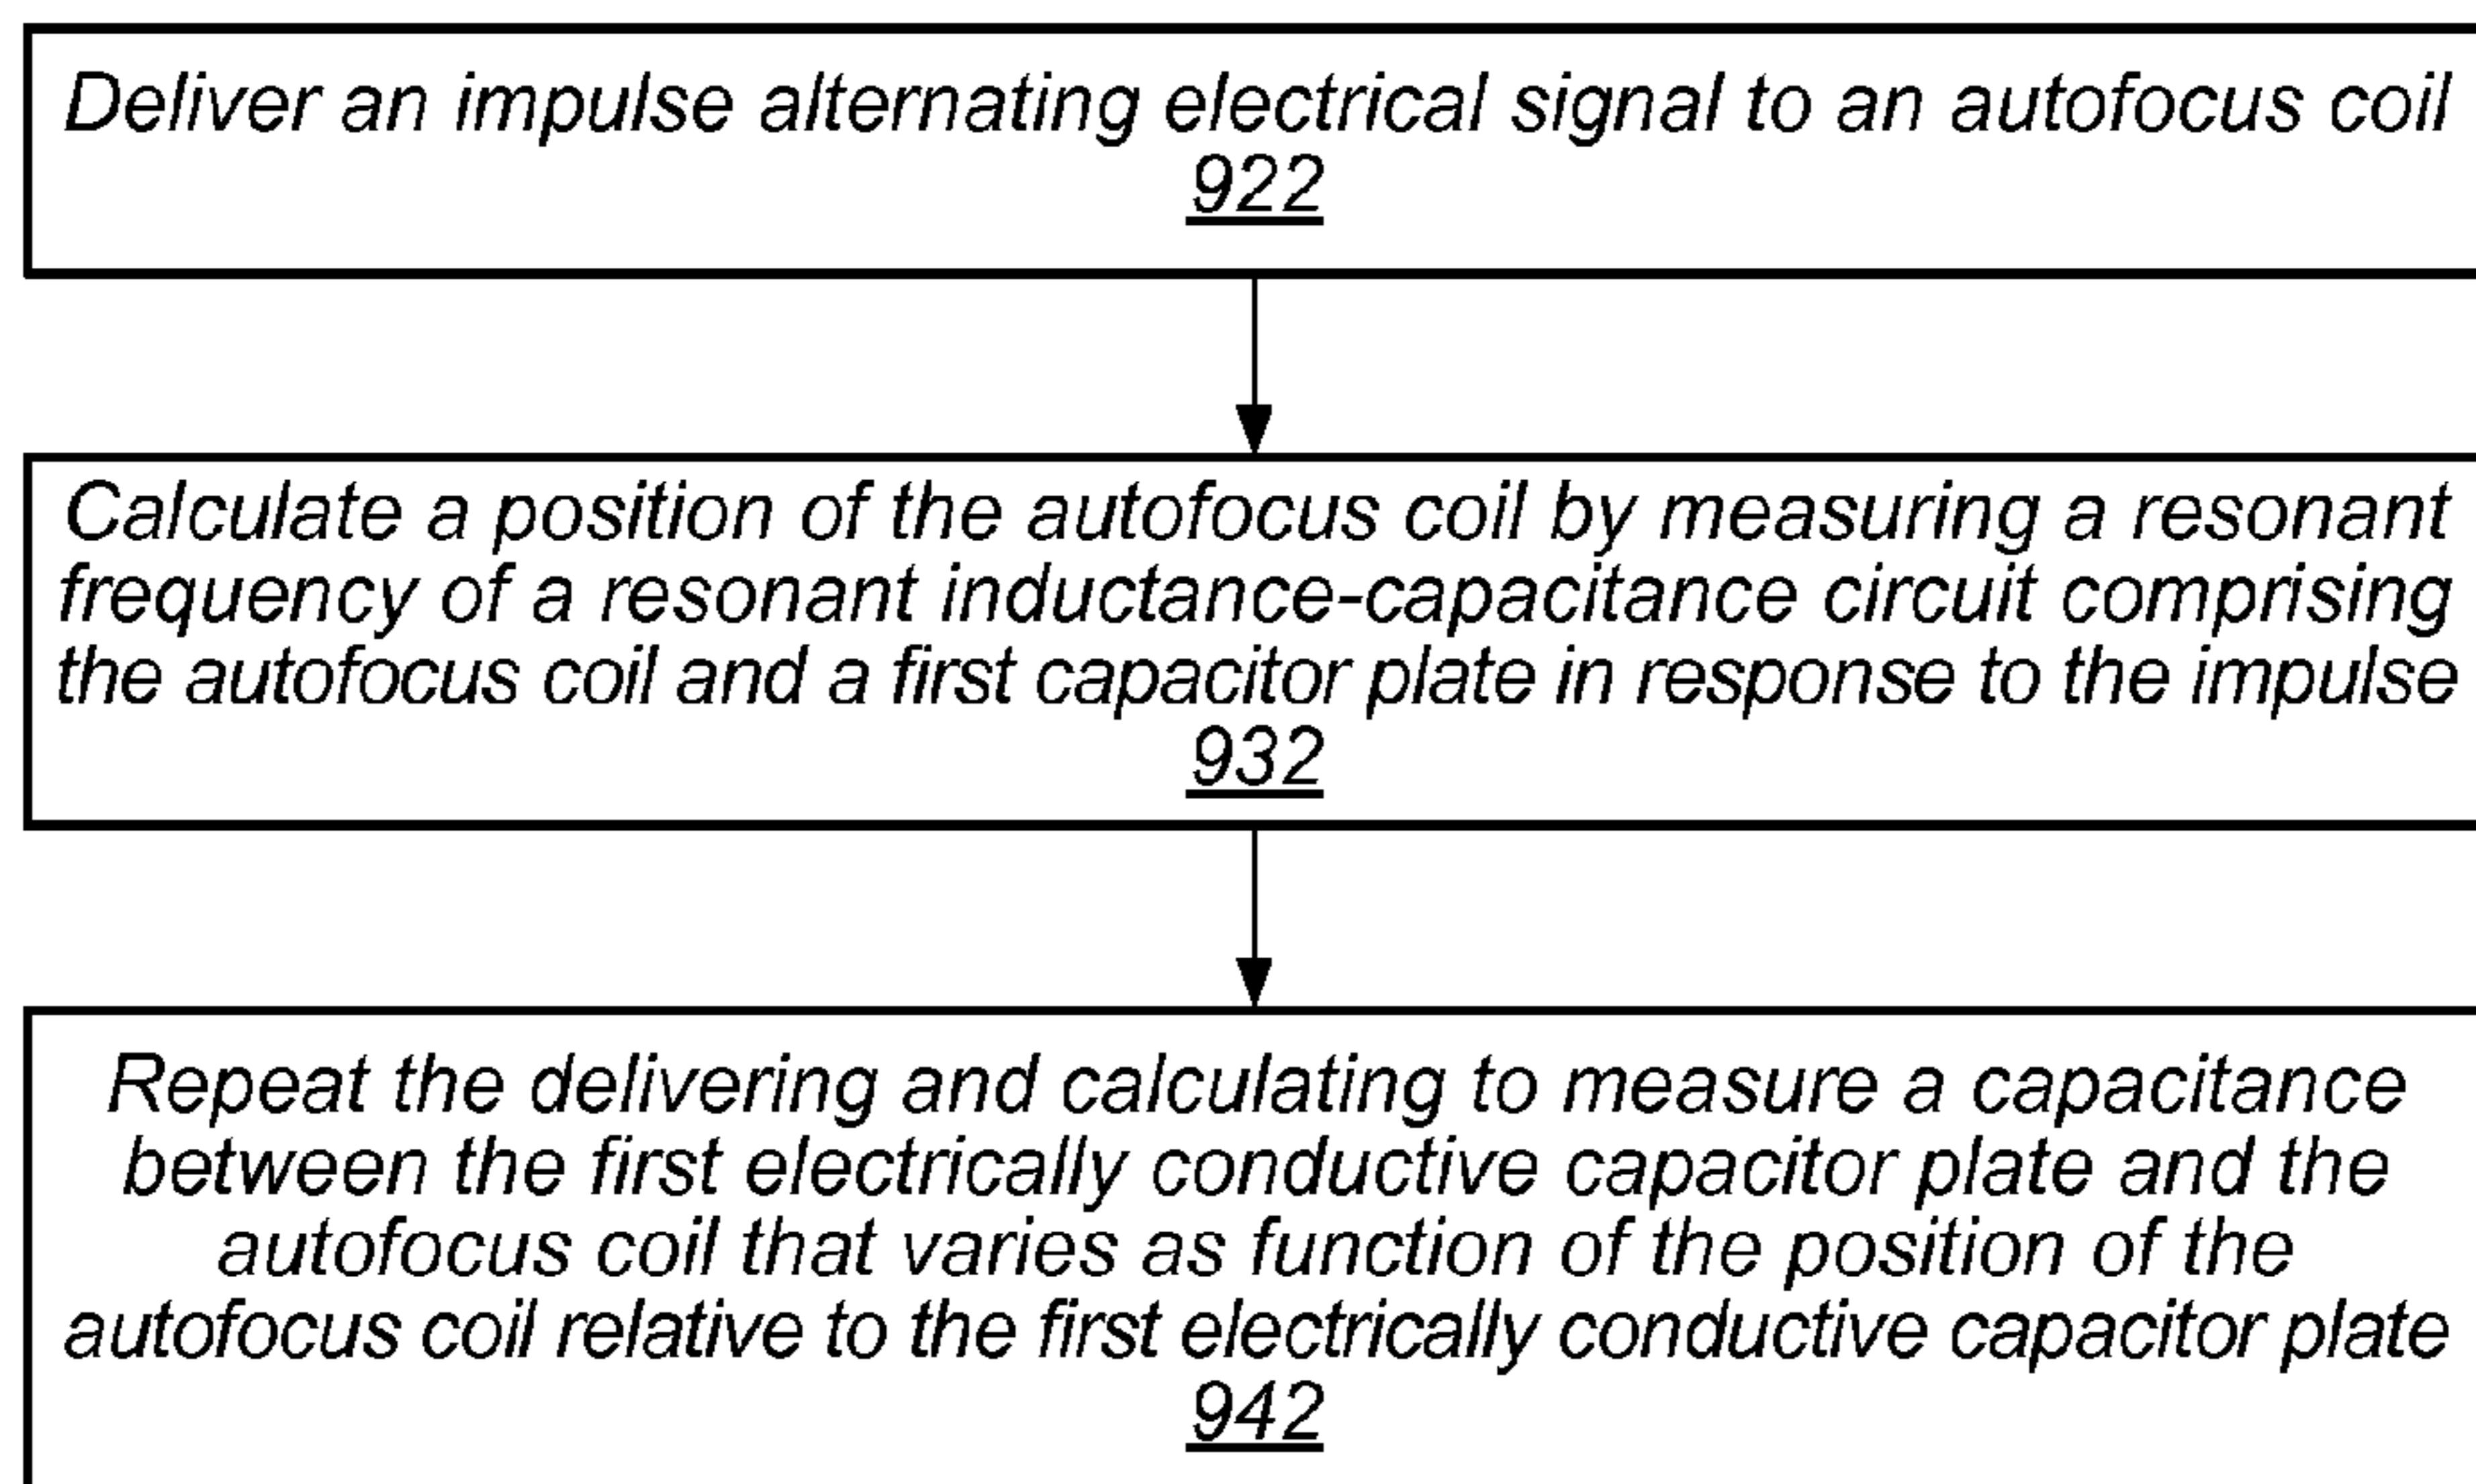 Deliver an impulse alternating electrical signal to an autofocus coil
922
Calculate a position of the autofocus coil by measuring a resonant
frequency of a resonant inductance-capacitance circuit comprising
the autofocus coil and a first capacitor plate in response to the impulse
932
Repeat the delivering and calculating to measure a capacitance
between the first electrically conductive capacitor plate and the
autofocus coil that varies as function of the position of the
autofocus coil relative to the first electrically conductive capacitor plate
942